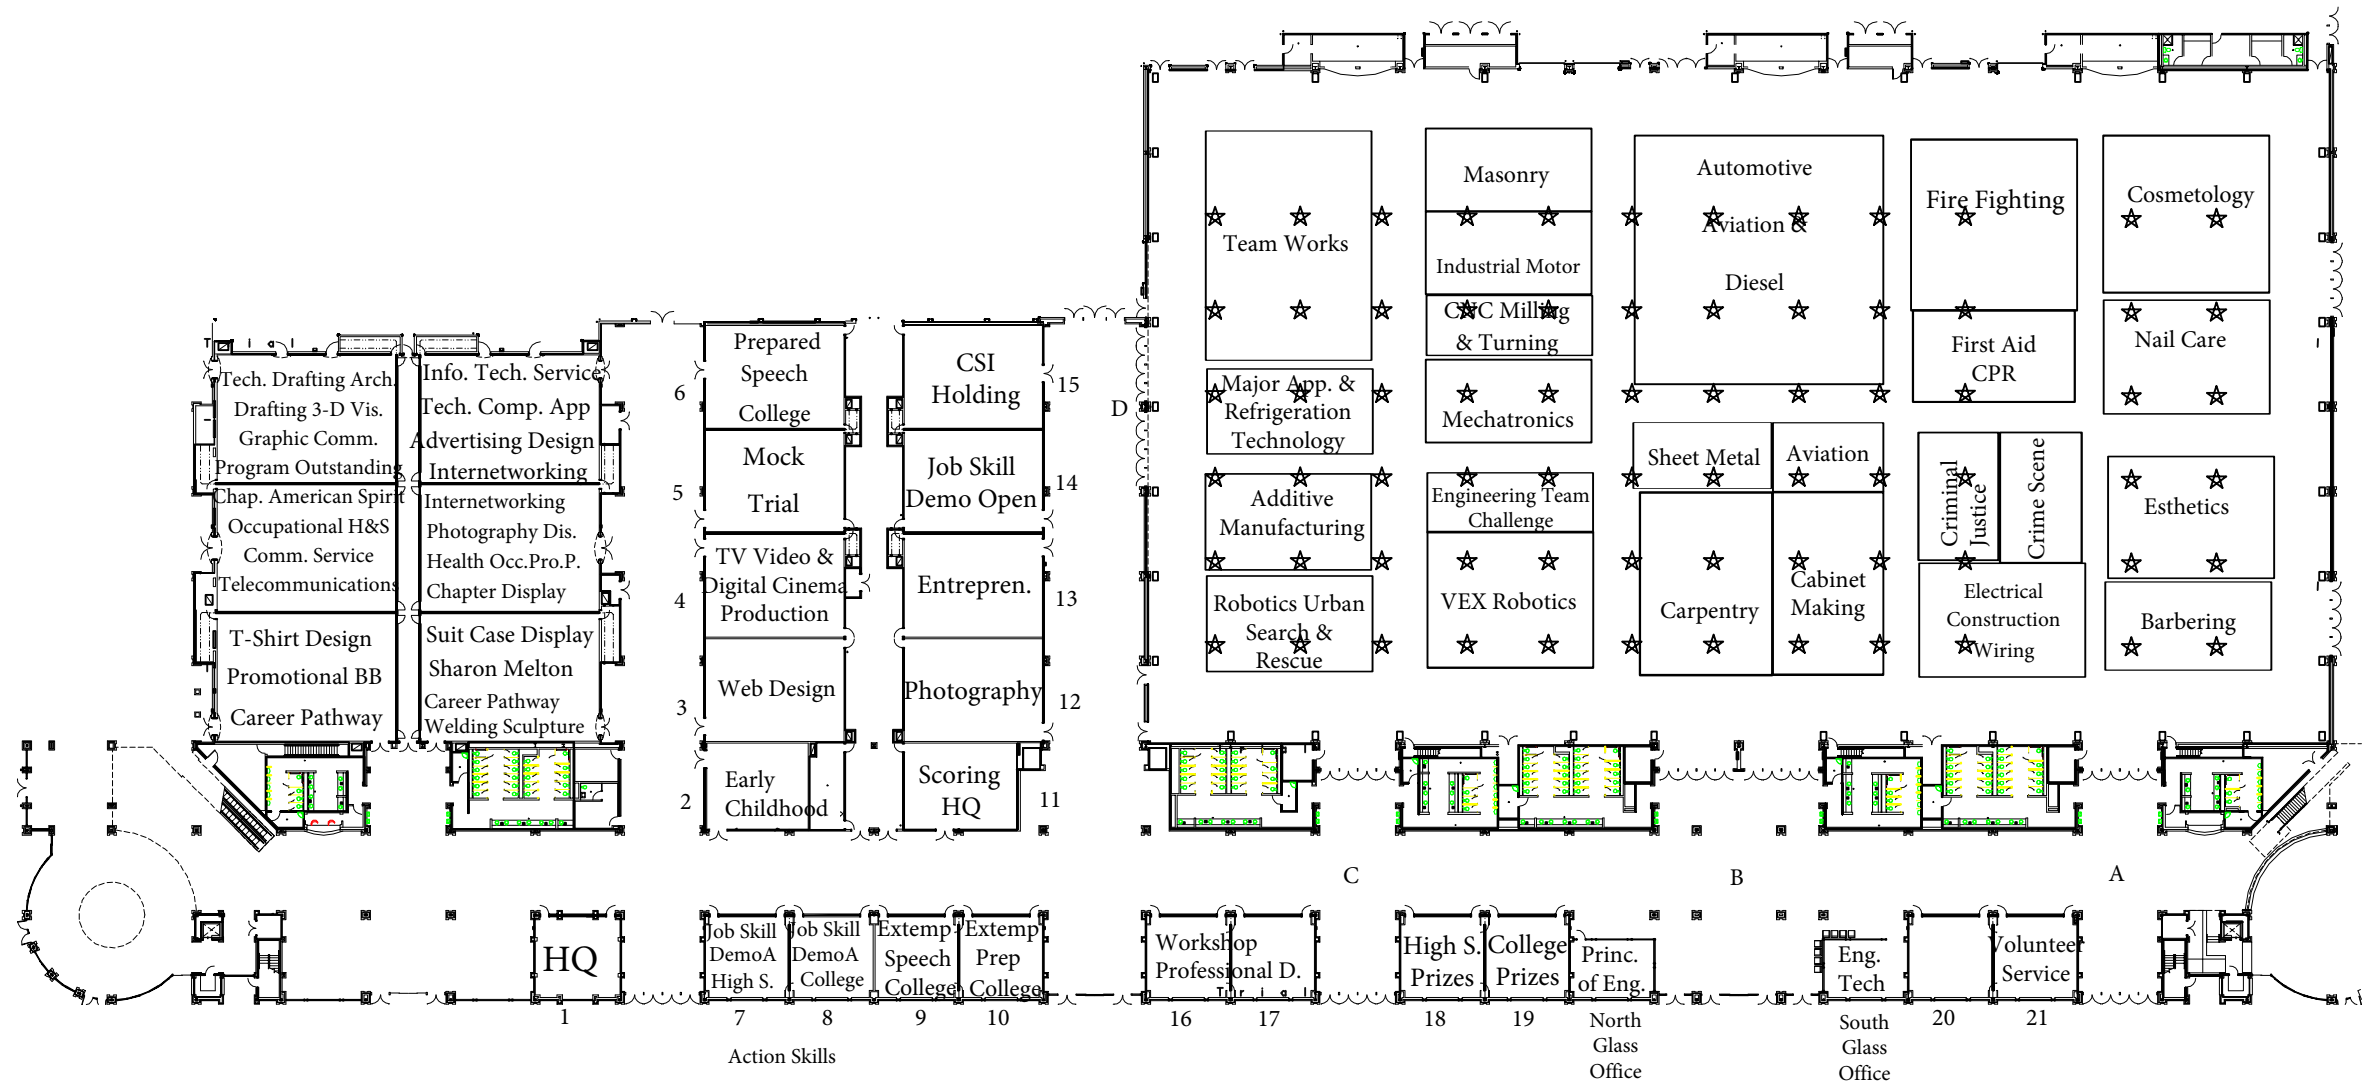 Tech. Drafting Arch.
Drafting 3-D Vis.
Graphic Comm.
Program Outstanding
Chap. American Spirit
Occupational H&S
Comm. Service
Telecommunications
T-Shirt Design
Promotional BB
Career Pathway
Info. Tech. Service
Tech. Comp. App
Advertising Design
Internetworking
Internetworking
Photography Dis.
Health Occ.Pro.P.
Chapter Display
Suit Case Display
Sharon Melton
Career Pathway
Welding Sculpture
T i a l
6
5
4
3
2
Prepared
Speech
College
Mock
Trial
TV Video &
Digital Cinema
Production
Web Design
Early
Childhood
CSI
Holding
Job Skill
Demo Open
Entrepren.
Photography
Scoring
HQ
15
14
13
12
11
D
Team Works
Major App. &
Refrigeration
Technology
Additive
Manufacturing
Robotics Urban
Search &
Rescue
Masonry
Industrial Motor
CNC Milling
& Turning
Mechatronics
Engineering Team
Challenge
VEX Robotics
Automotive
Aviation &
Diesel
Sheet Metal
Aviation
Carpentry
Cabinet
Making
Fire Fighting
First Aid
CPR
Criminal
Justice
Crime Scene
Electrical
Construction
Wiring
Cosmetology
Nail Care
Esthetics
Barbering
C
B
A
HQ
Job Skill
DemoA
High S.
Job Skill
DemoA
College
Extemp
Speech
College
Extemp
Prep
College
Workshop
Professional D.
T r i a l
High S.
Prizes
College
Prizes
Princ.
of Eng.
Eng.
Tech
Volunteer
Service
1
7
8
9
10
16
17
18
19
North
Glass
Office
South
Glass
Office
20
21
Action Skills